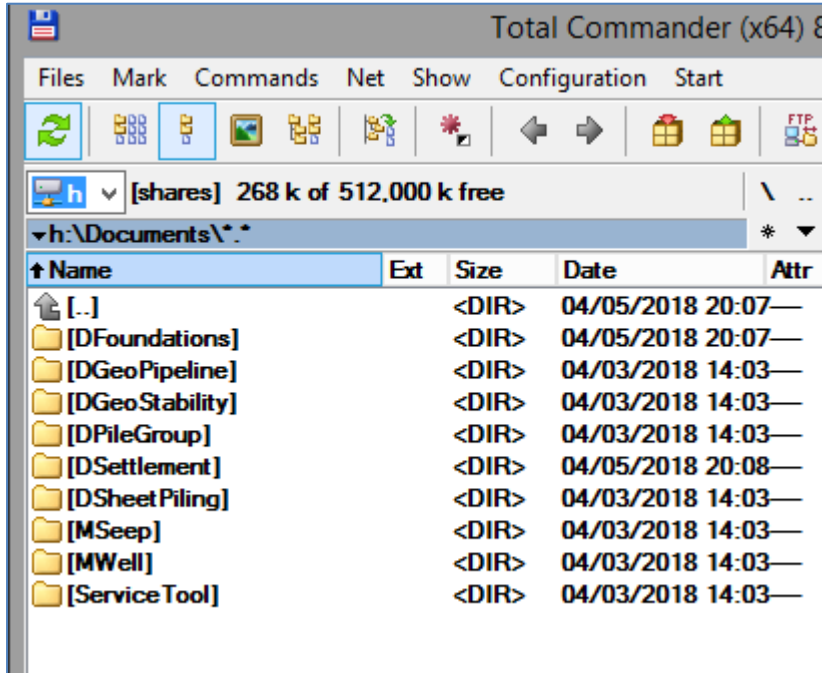 Total Commander (x64) 8
Files Mark Commands Net Show Configuration Start
FTP
h [shares] 268 k of 512,000 k free \ ..
h:\Documents\*.* * 
Name Ext Size Date Attr
[..] <DIR> 04/05/2018 20:07----
[DFoundations] <DIR> 04/05/2018 20:07----
[DGeoPipeline] <DIR> 04/03/2018 14:03----
[DGeoStability] <DIR> 04/03/2018 14:03----
[DPileGroup] <DIR> 04/03/2018 14:03----
[DSettlement] <DIR> 04/05/2018 20:08----
[DSheetPiling] <DIR> 04/03/2018 14:03----
[MSeep] <DIR> 04/03/2018 14:03----
[MWell] <DIR> 04/03/2018 14:03----
[ServiceTool] <DIR> 04/03/2018 14:03----